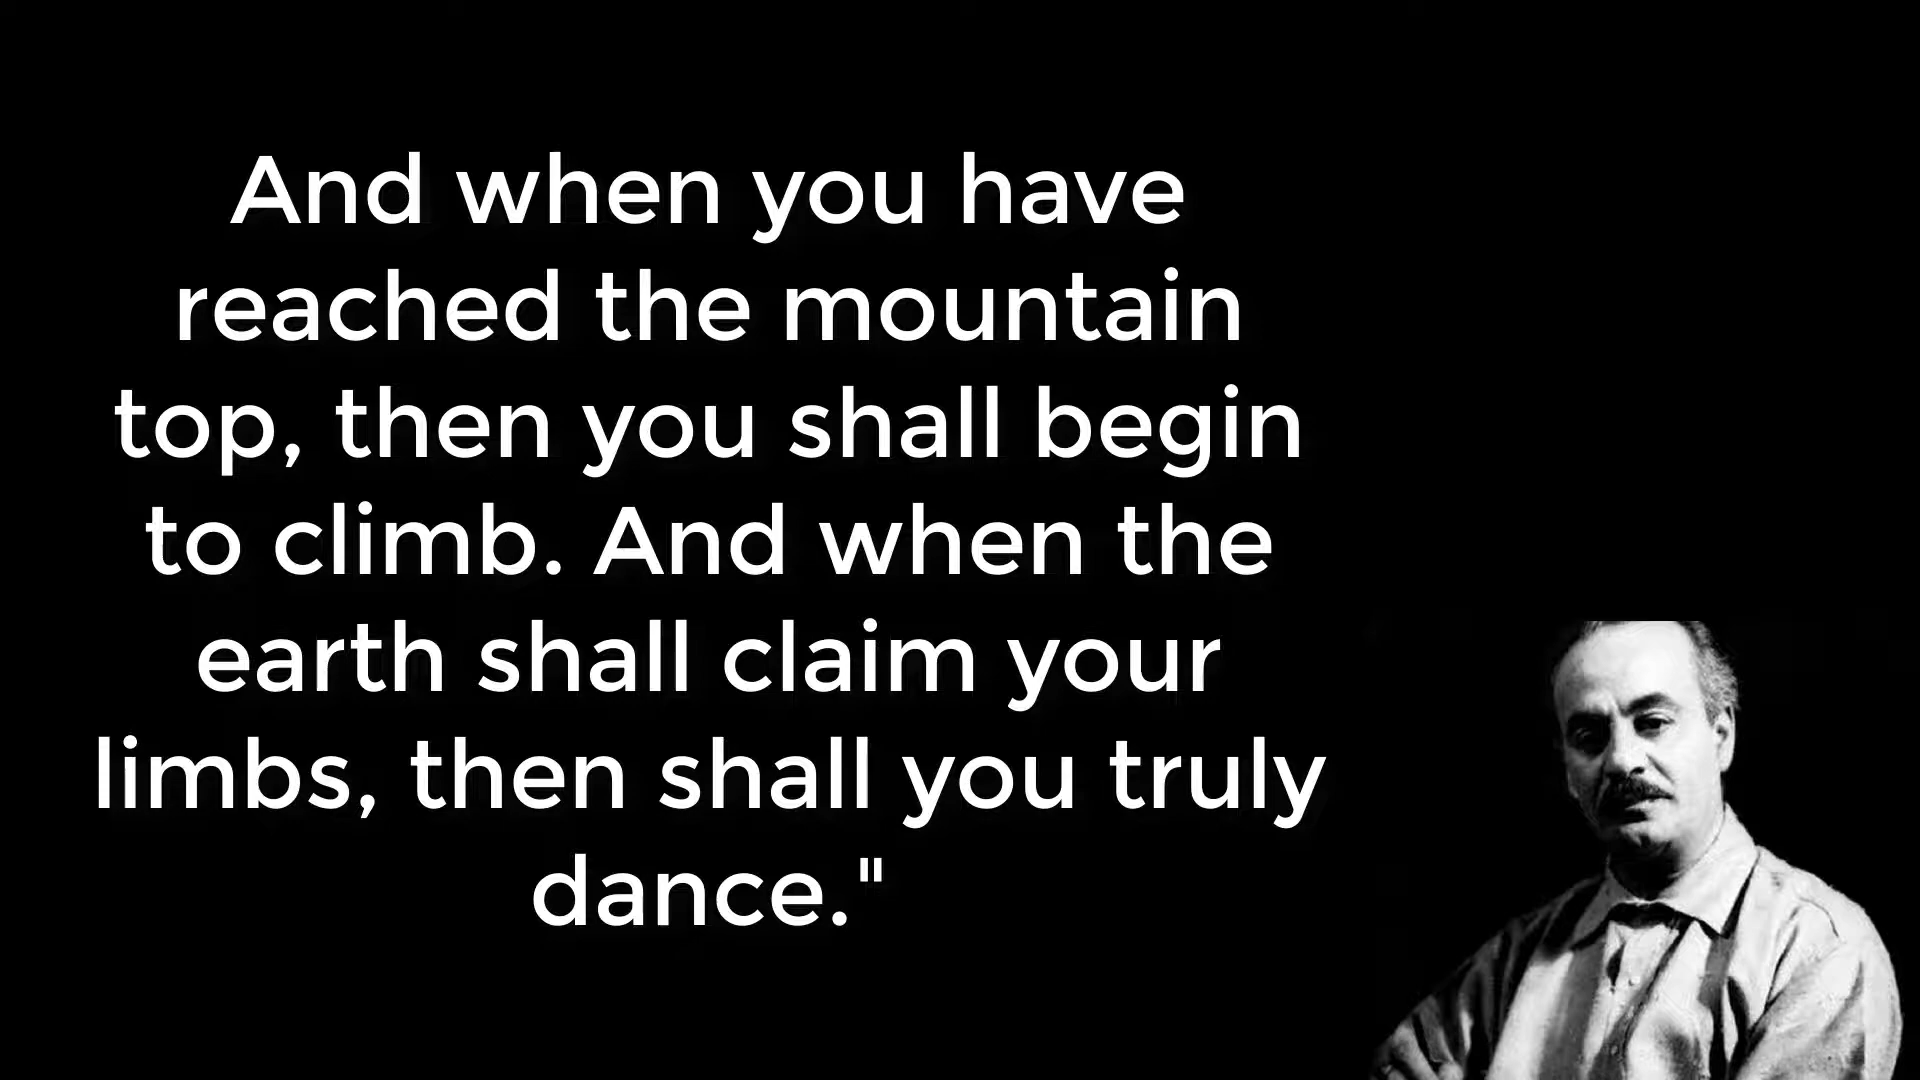 And when you have
reached the mountain
top, then you shall begin
to climb. And when the
earth shall claim your
limbs, then shall you truly
dance."